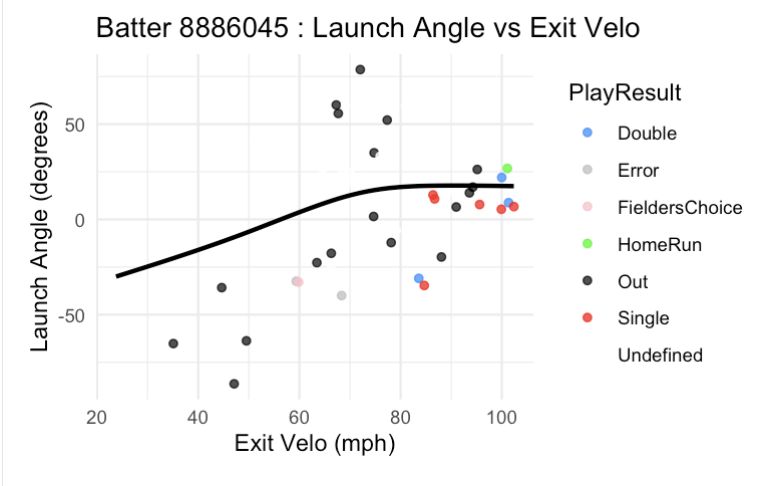 Batter 8886045 : Launch Angle vs Exit Velo
Launch Angle (degrees)
50
0
-50
20 40 60 80 100
Exit Velo (mph)
PlayResult
Double
Error
FieldersChoice
HomeRun
Out
Single
Undefined